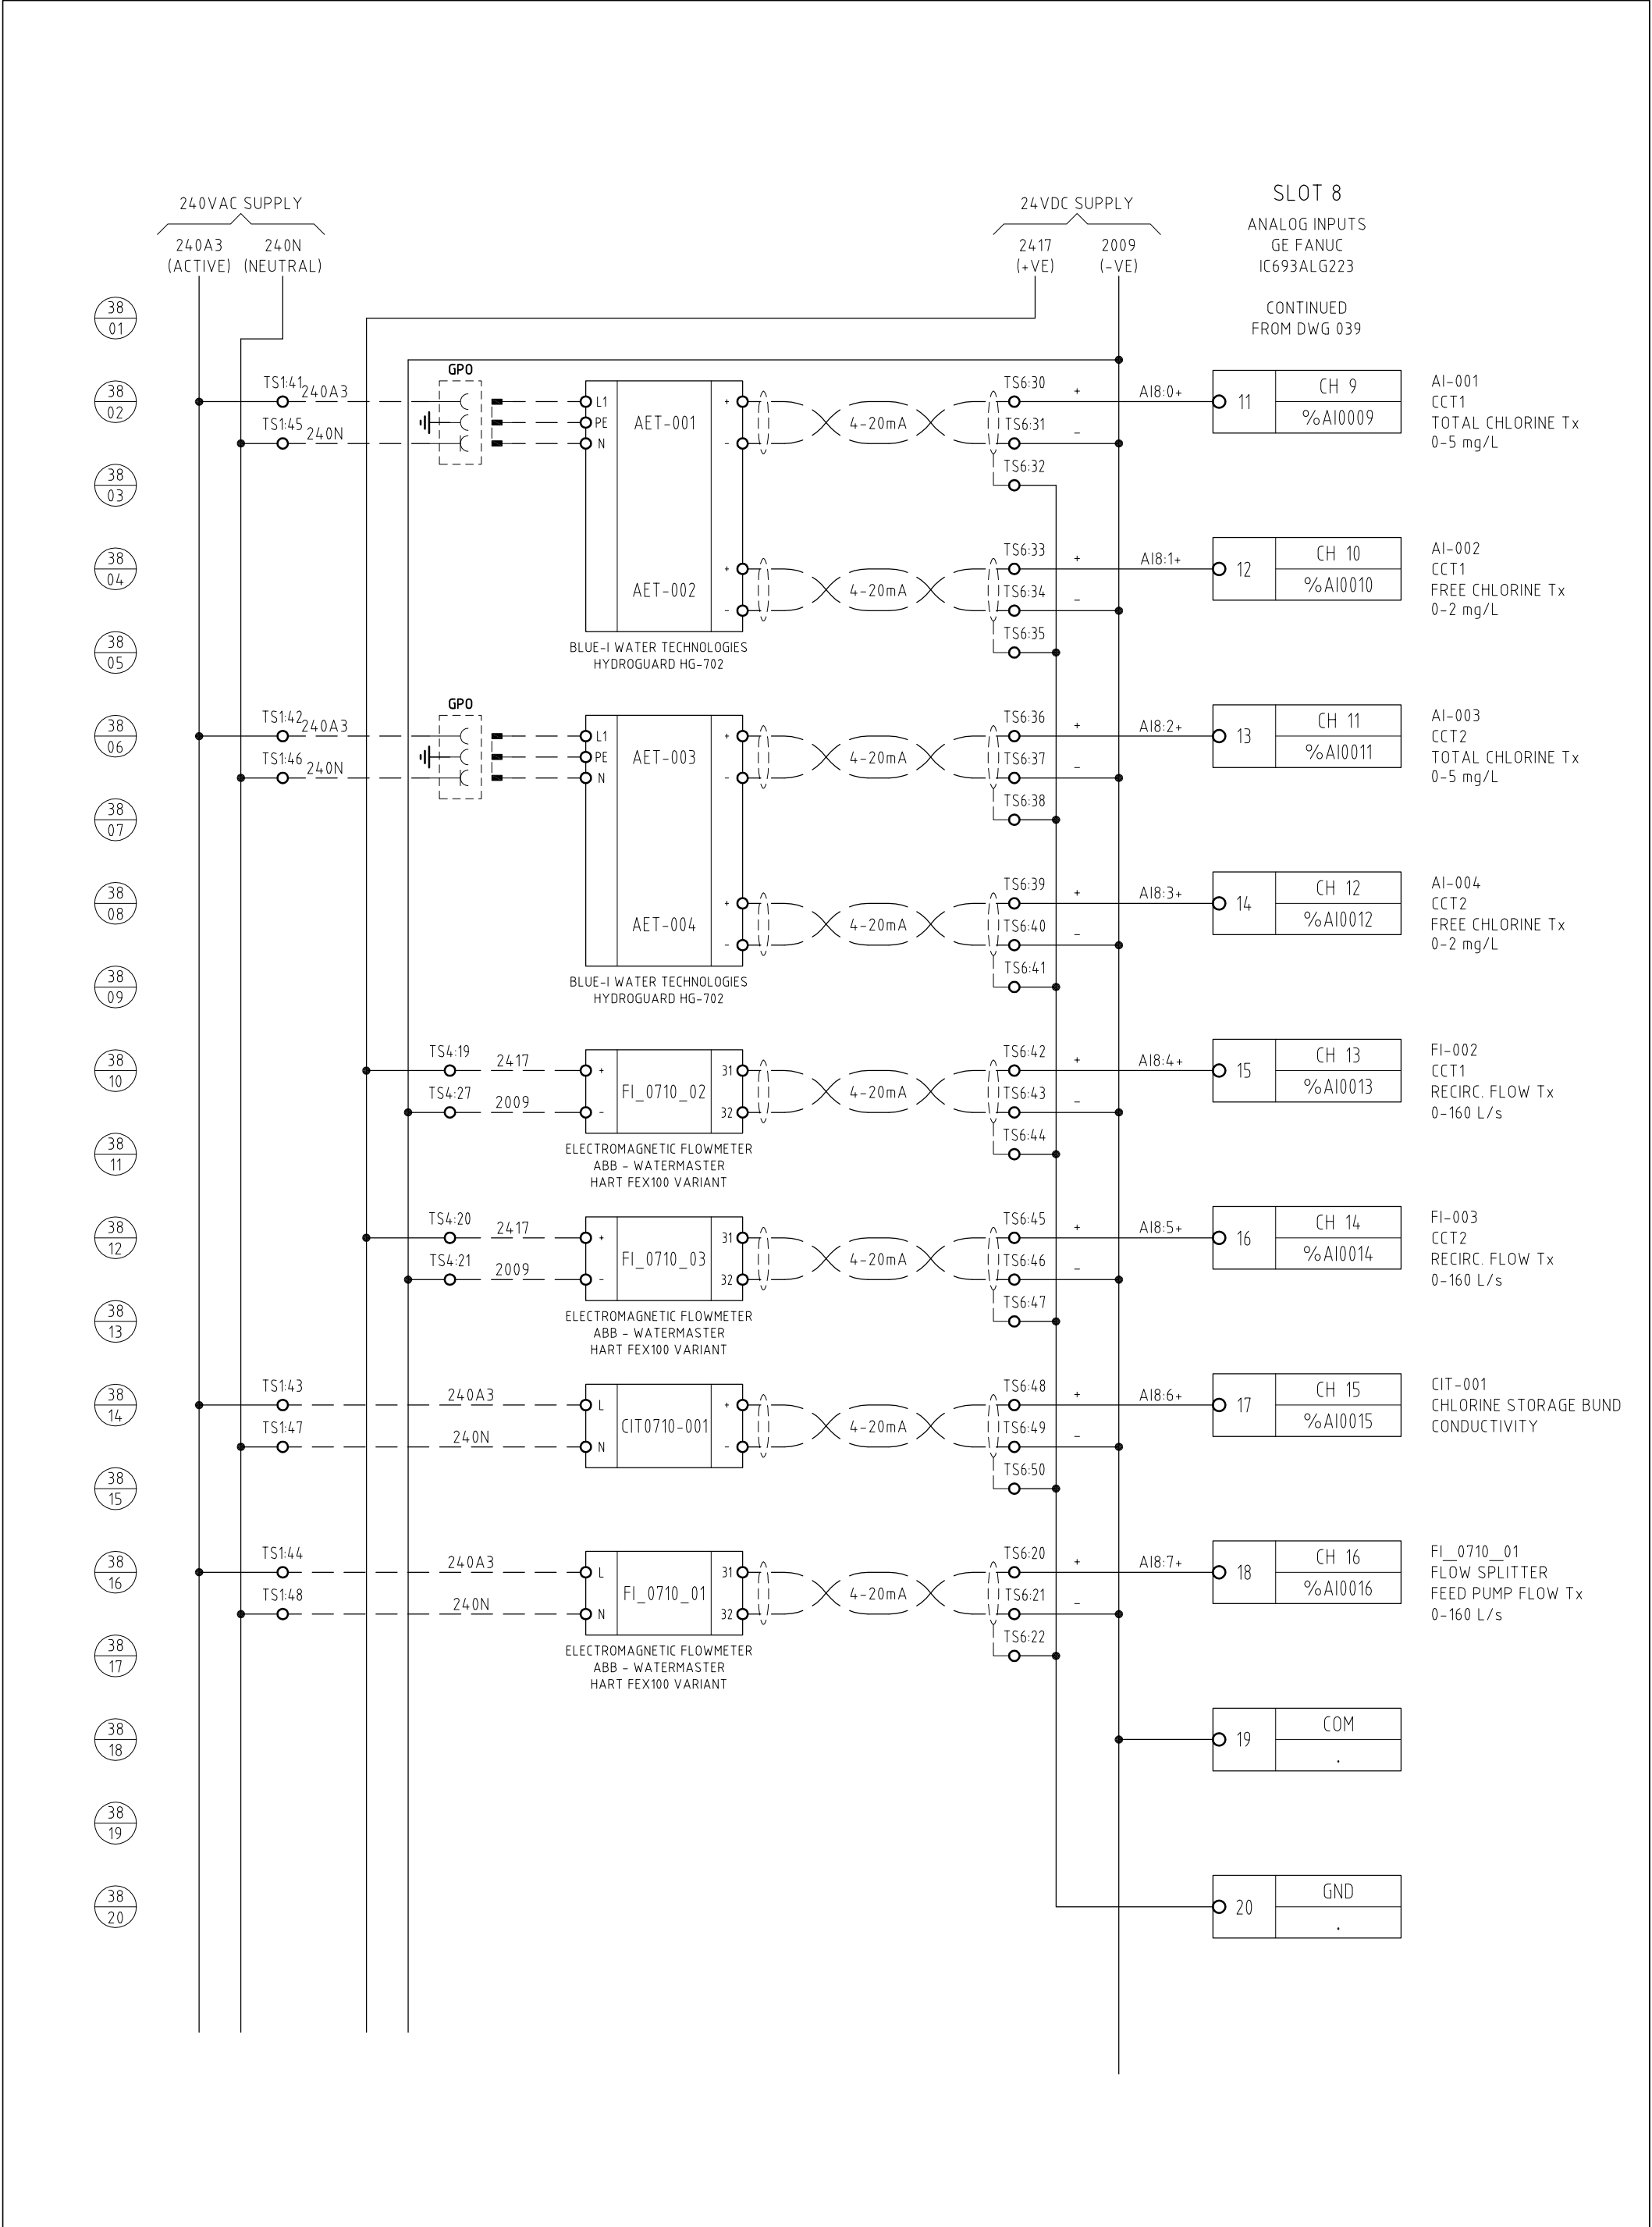 240VAC SUPPLY
240A3
(ACTIVE)
240N
(NEUTRAL)
24VDC SUPPLY
2417
(+VE)
2009
(-VE)
SLOT 8
ANALOG INPUTS
GE FANUC
IC693ALG223
CONTINUED
FROM DWG 039
38
01
38
02
TS1:41
240A3
TS1:45
240N
GPO
L1
PE
N
AET-001
+
-
4-20mA
TS6:30
TS6:31
TS6:32
+
-
AI8:0+
11
CH 9
%AI0009
AI-001
CCT1
TOTAL CHLORINE Tx
0-5 mg/L
38
03
38
04
AET-002
+
-
4-20mA
TS6:33
TS6:34
TS6:35
+
-
AI8:1+
12
CH 10
%AI0010
AI-002
CCT1
FREE CHLORINE Tx
0-2 mg/L
38
05
BLUE-I WATER TECHNOLOGIES
HYDROGUARD HG-702
38
06
TS1:42
240A3
TS1:46
240N
GPO
L1
PE
N
AET-003
+
-
4-20mA
TS6:36
TS6:37
TS6:38
+
-
AI8:2+
13
CH 11
%AI0011
AI-003
CCT2
TOTAL CHLORINE Tx
0-5 mg/L
38
07
38
08
AET-004
+
-
4-20mA
TS6:39
TS6:40
TS6:41
+
-
AI8:3+
14
CH 12
%AI0012
AI-004
CCT2
FREE CHLORINE Tx
0-2 mg/L
38
09
BLUE-I WATER TECHNOLOGIES
HYDROGUARD HG-702
38
10
TS4:19
2417
TS4:27
2009
+
-
FI_0710_02
31
32
4-20mA
TS6:42
TS6:43
TS6:44
+
-
AI8:4+
15
CH 13
%AI0013
FI-002
CCT1
RECIRC. FLOW Tx
0-160 L/s
38
11
ELECTROMAGNETIC FLOWMETER
ABB - WATERMASTER
HART FEX100 VARIANT
38
12
TS4:20
2417
TS4:21
2009
+
-
FI_0710_03
31
32
4-20mA
TS6:45
TS6:46
TS6:47
+
-
AI8:5+
16
CH 14
%AI0014
FI-003
CCT2
RECIRC. FLOW Tx
0-160 L/s
38
13
ELECTROMAGNETIC FLOWMETER
ABB - WATERMASTER
HART FEX100 VARIANT
38
14
TS1:43
240A3
TS1:47
240N
L
N
CIT0710-001
+
-
4-20mA
TS6:48
TS6:49
TS6:50
+
-
AI8:6+
17
CH 15
%AI0015
CIT-001
CHLORINE STORAGE BUND
CONDUCTIVITY
38
15
38
16
TS1:44
240A3
TS1:48
240N
L
N
FI_0710_01
31
32
4-20mA
TS6:20
TS6:21
TS6:22
+
-
AI8:7+
18
CH 16
%AI0016
FI__0710__01
FLOW SPLITTER
FEED PUMP FLOW Tx
0-160 L/s
38
17
ELECTROMAGNETIC FLOWMETER
ABB - WATERMASTER
HART FEX100 VARIANT
38
18
19
COM
.
38
19
38
20
20
GND
.